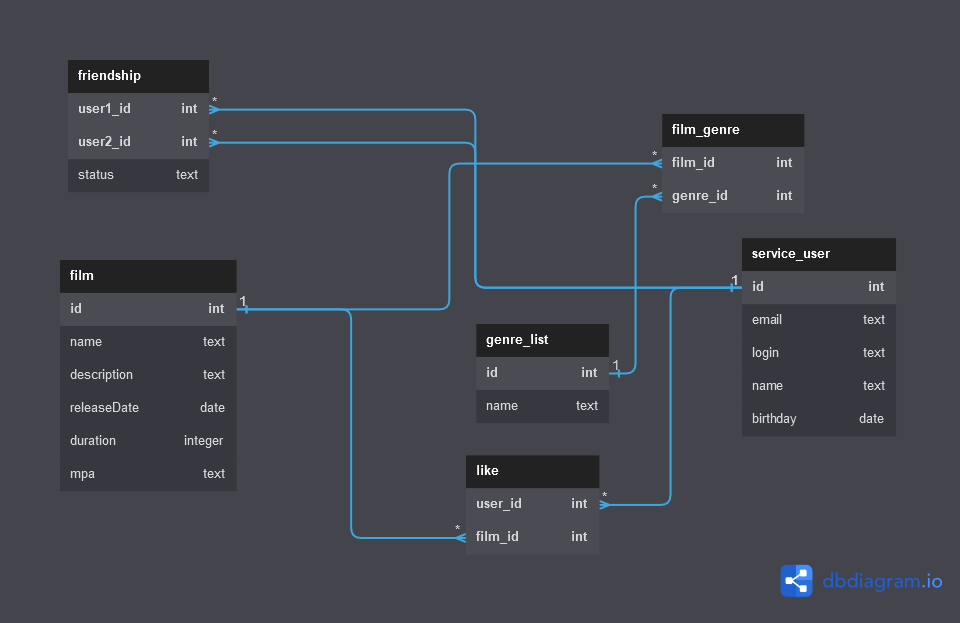 friendship
user1_id int
user2_id int
status text
*
*
film_genre
film_id int
genre_id int
*
*
service_user
id int
email text
login text
name text
birthday date
1
film
id int
name text
description text
releaseDate date
duration integer
mpa text
1
genre_list
id int
name text
1
like
user_id int
film_id int
*
*
dbdiagram.io